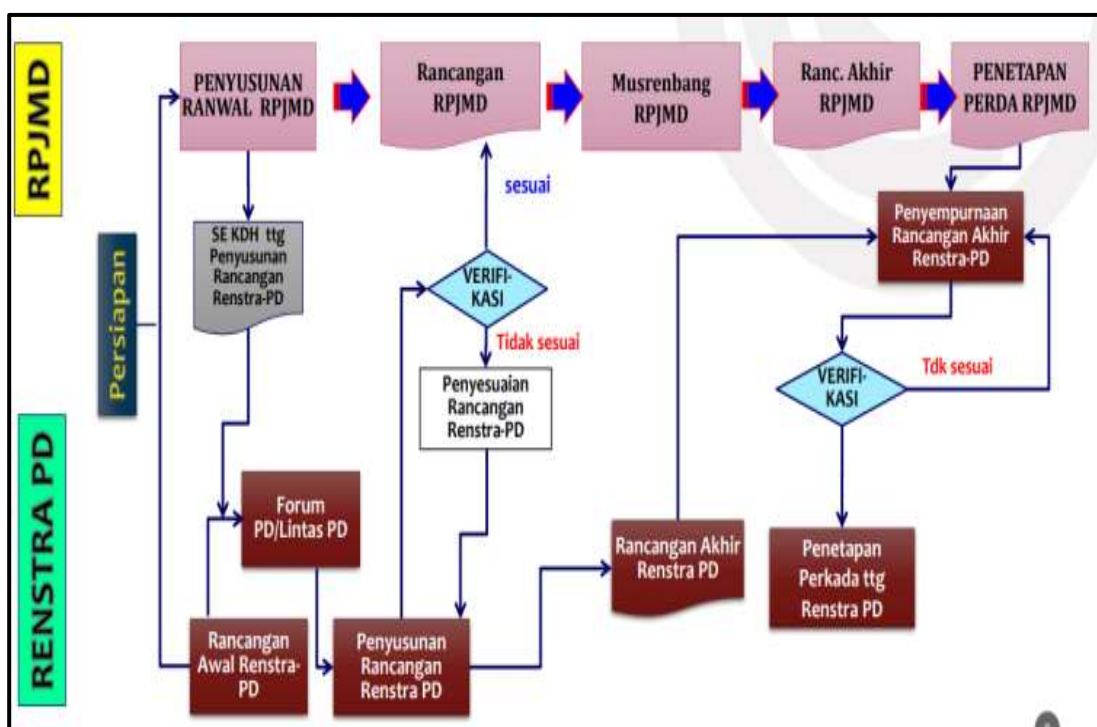 RPJMD
PENYUSUNAN
RANWAL RPJMD
Rancangan
RPJMD
Musrenbang
RPJMD
Ranc. Akhir
RPJMD
PENETAPAN
PERDA RPJMD
sesuai
SE KDH ttg
Penyusunan
Rancangan
Renstra-PD
Penyempurnaan
Rancangan Akhir
Renstra-PD
Persiapan
VERIFI-
KASI
Tidak sesuai
Penyesuaian
Rancangan
Renstra-PD
VERIFI-
KASI
Tdk sesuai
RENSTRA PD
Forum
PD/Lintas PD
Rancangan Akhir
Renstra PD
Penetapan
Perkada ttg
Renstra PD
Rancangan
Awal Renstra-
PD
Penyusunan
Rancangan
Renstra PD